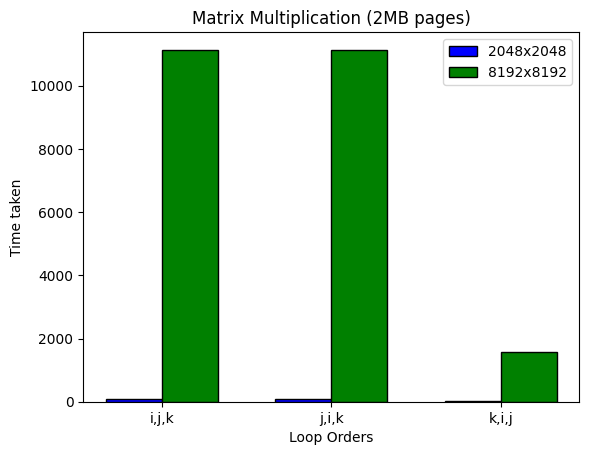 Matrix Multiplication (2MB pages)
2048x2048
8192x8192
10000
8000
6000
4000
2000
0
Time taken
i,j,k
j,i,k
k,i,j
Loop Orders